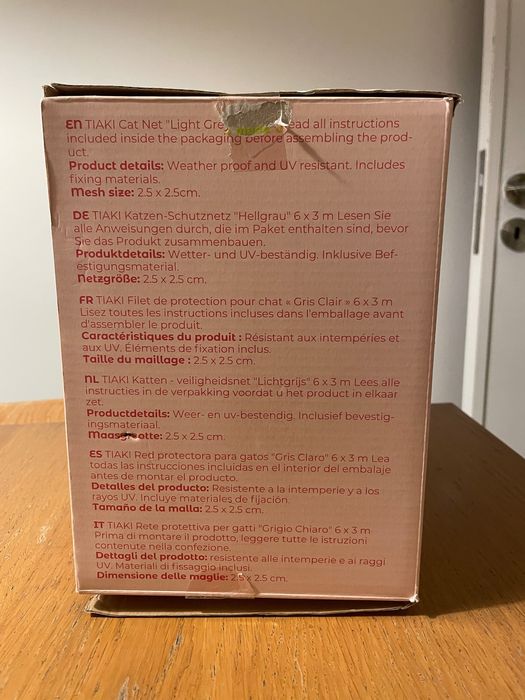 EN TIAKI Cat Net "Light Gre ead all instructions
included inside the packaging before assembling the prod-
uct.
Product details: Weather proof and UV resistant. Includes
fixing materials.
Mesh size: 2.5 x 2.5cm.
DE TIAKI Katzen-Schutznetz "Hellgrau" 6 x 3 m Lesen Sie
alle Anweisungen durch, die im Paket enthalten sind, bevor
Sie das Produkt zusammenbauen.
Produktdetails: Wetter- und UV-beständig. Inklusive Bef-
estigungsmaterial.
Netzgröße: 2.5 x 2.5 cm.
FR TIAKI Filet de protection pour chat « Gris Clair » 6 x 3 m
Lisez toutes les instructions incluses dans l'emballage avant
d'assembler le produit.
Caractéristiques du produit : Résistant aux intempéries et
aux UV. Éléments de fixation inclus.
Taille du maillage : 2.5 x 2.5 cm.
NL TIAKI Katten - veiligheidsnet "Lichtgrijs" 6 x 3 m Lees alle
instructies in de verpakking voordat u het product in elkaar
zet.
Productdetails: Weer- en uv-bestendig. Inclusief bevestig-
ingsmateriaal.
Maasgrootte: 2.5 x 2.5 cm.
ES TIAKI Red protectora para gatos "Gris Claro" 6 x 3 m Lea
todas las instrucciones incluidas en el interior del embalaje
antes de montar el producto.
Detalles del producto: Resistente a la intemperie y a los
rayos UV. Incluye materiales de fijación.
Tamaño de la malla: 2.5 x 2.5 cm.
IT TIAKI Rete protettiva per gatti "Grigio Chiaro" 6 x 3 m
Prima di montare il prodotto, leggere tutte le istruzioni
contenute nella confezione.
Dettagli del prodotto: resistente alle intemperie e ai raggi
UV. Materiali di fissaggio inclusi.
Dimensione delle maglie: 2.5 x 2.5 cm.